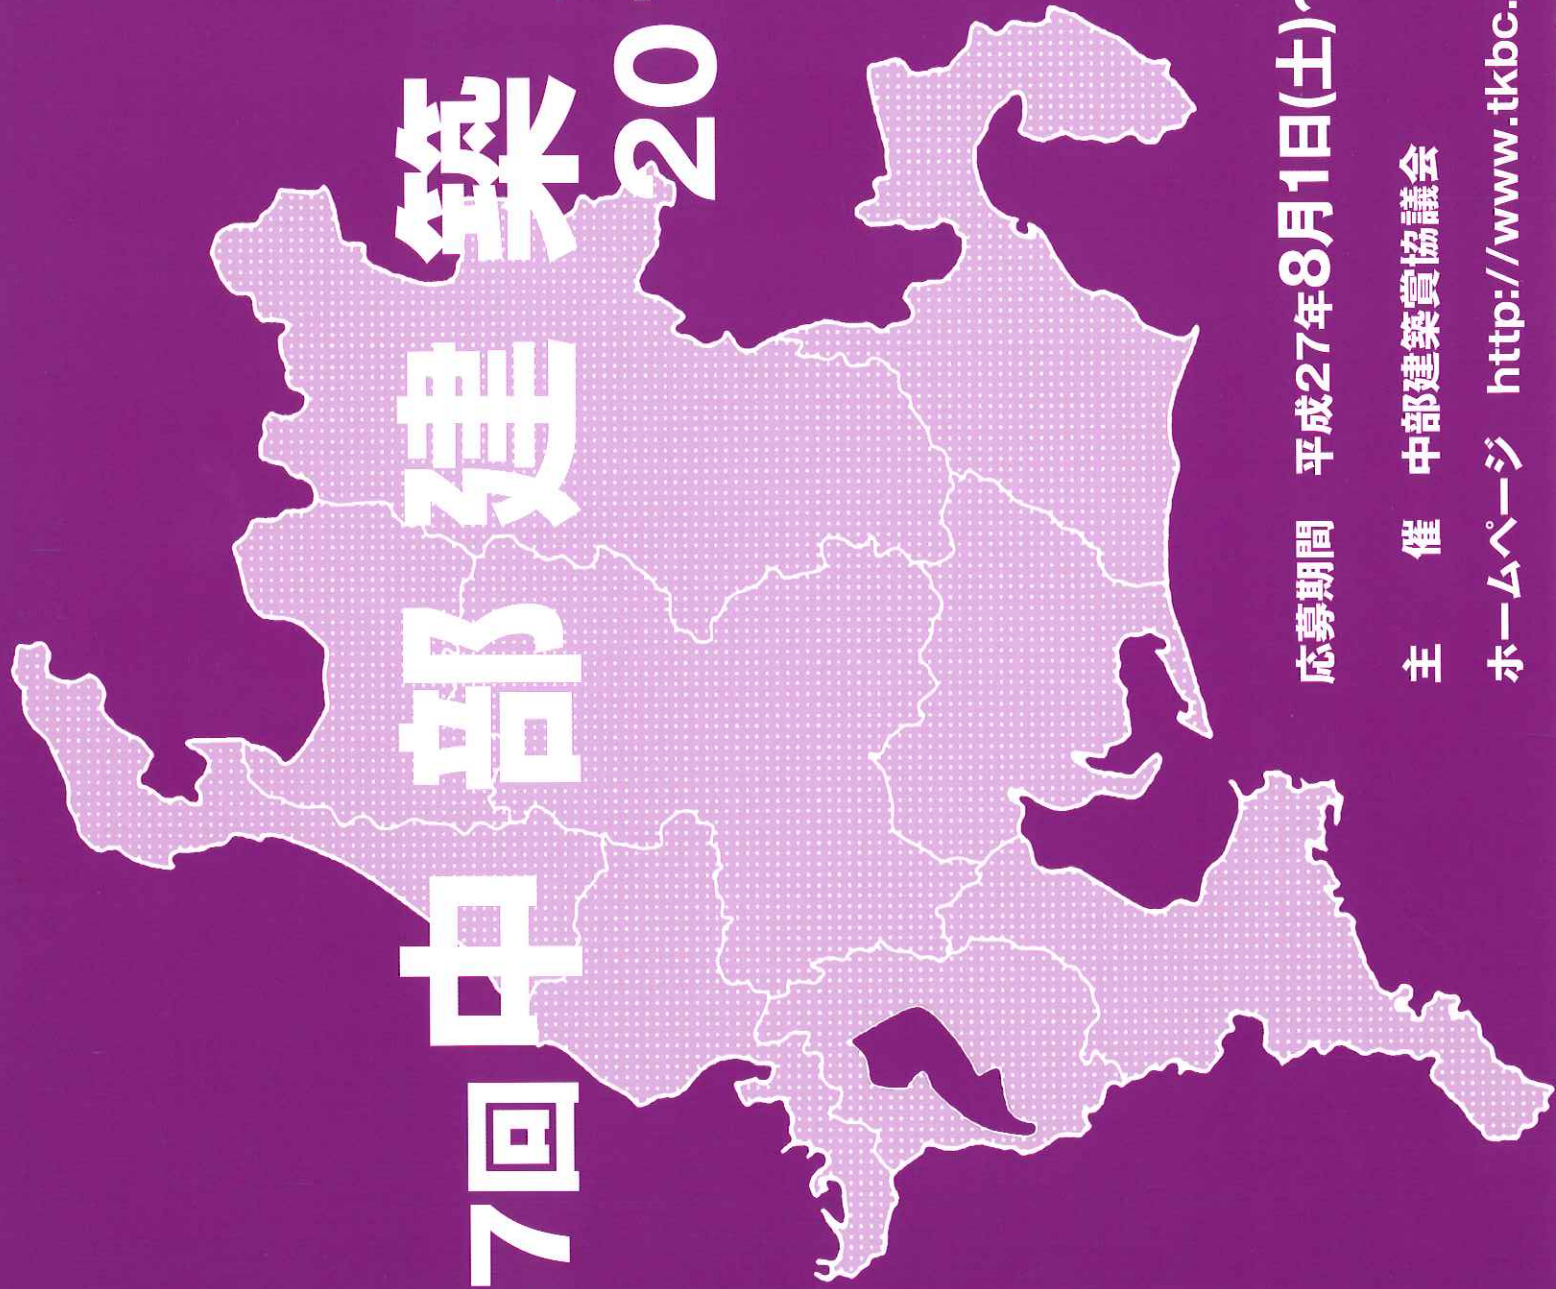 7回 中部建築
20
応募期間 平成27年8月1日(土)～
主 催 中部建築賞協議会
ホームページ http://www.tkbc.